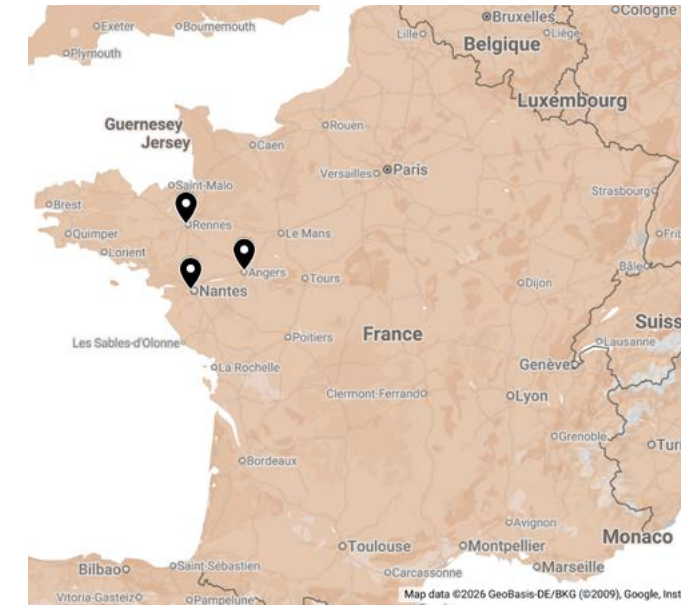 Exeter
Bournemouth
Bruxelles
Cologne
Plymouth
Lille
Liège
Belgique
Luxembourg
Guernesey
Jersey
Rouen
Caen
Versailles
Paris
Saint-Malo
Strasbourg
Brest
Rennes
Quimper
Le Mans
Frib
Lorient
Angers
Tours
Bâle
Nantes
Dijon
Suiss
Les Sables-d'Olonne
Poitiers
France
Lausanne
La Rochelle
Genève
Clermont-Ferrand
Lyon
Grenoble
Turi
Bordeaux
Avignon
Monaco
Toulouse
Montpellier
Bilbao
Saint-Sébastien
Marseille
Carcassonne
Vitoria-Gasteiz
Pampelune
Map data ©2026 GeoBasis-DE/BKG (©2009), Google, Inst